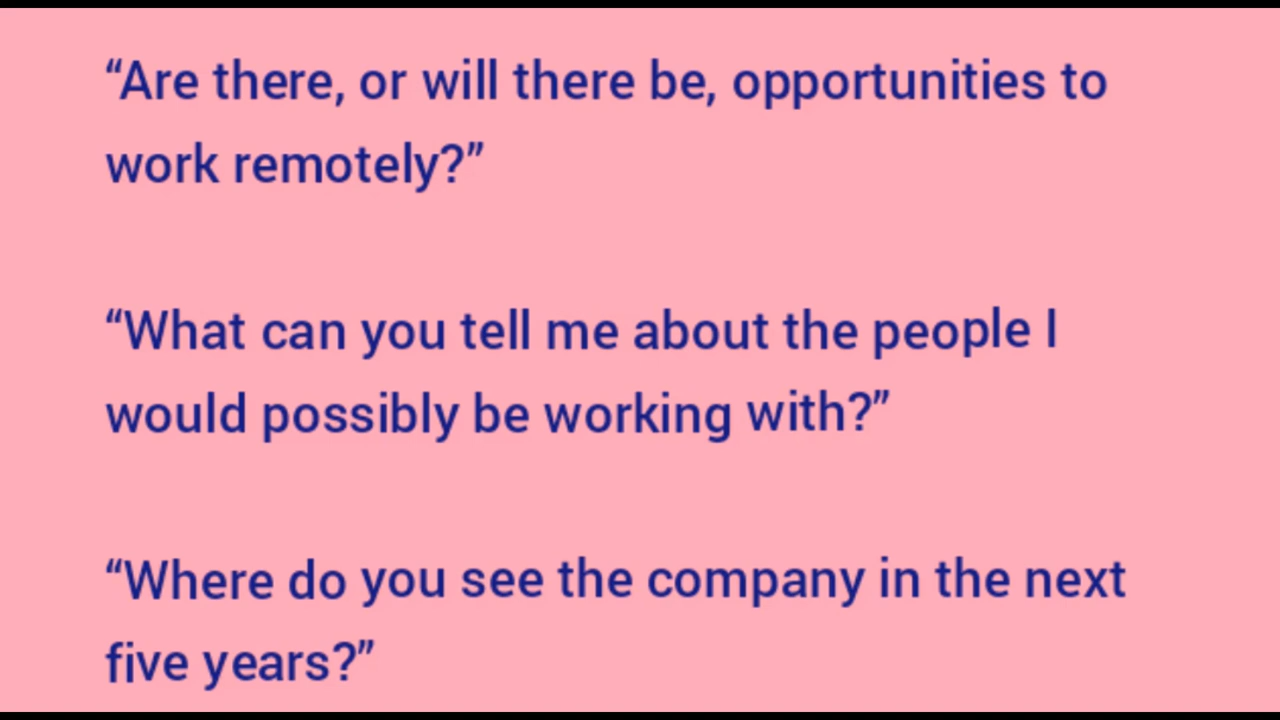 “Are there, or will there be, opportunities to
work remotely?”
“What can you tell me about the people I
would possibly be working with?”
“Where do you see the company in the next
five years?”